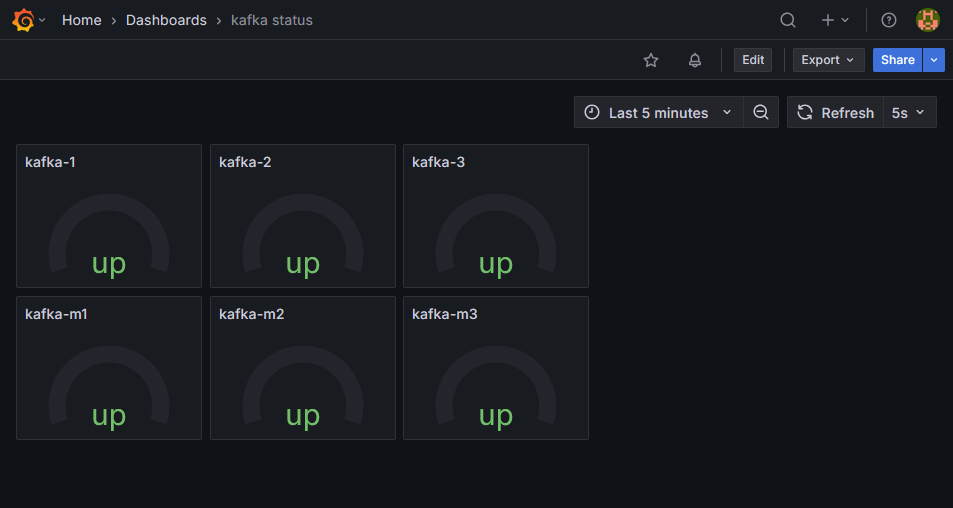 Home > Dashboards > kafka status
Edit Export Share
Last 5 minutes Refresh 5s
kafka-1 kafka-2 kafka-3
up up up
kafka-m1 kafka-m2 kafka-m3
up up up